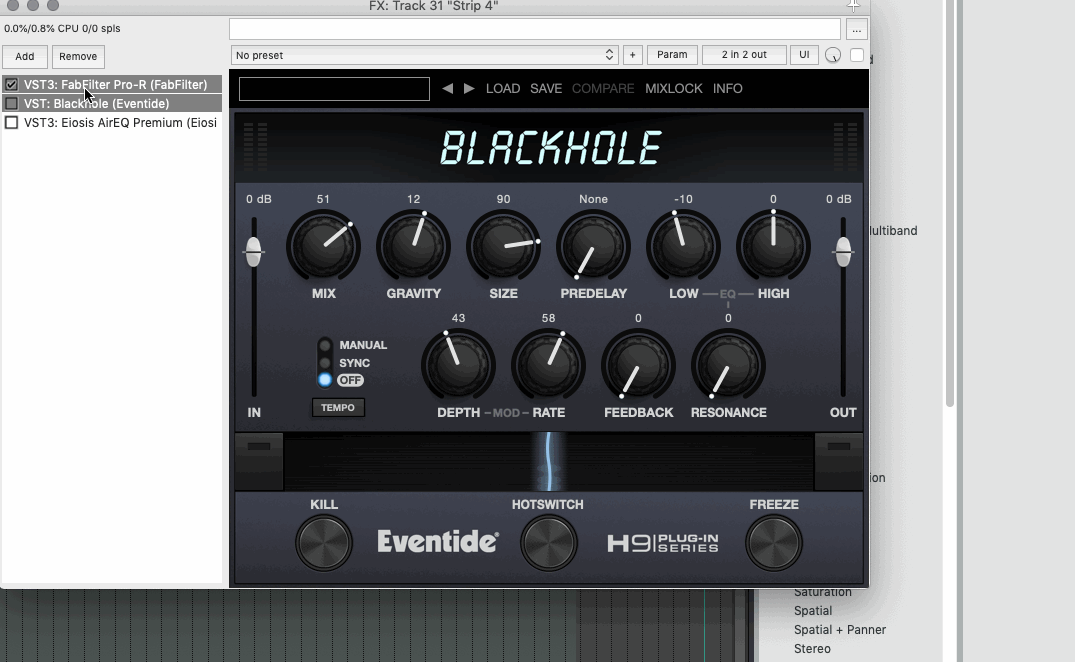 FX: Track 31 "Strip 4"
0.0%/0.8% CPU 0/0 spls
...
Add Remove
No preset + Param 2 in 2 out UI
VST3: FabFilter Pro-R (FabFilter)
VST: Blackhole (Eventide)
VST3: Eiosis AirEQ Premium (Eiosi
LOAD SAVE COMPARE MIXLOCK INFO
BLACKHOLE
0 dB 51 12 90 None -10 0 0 dB
ultiband
MIX GRAVITY SIZE PREDELAY LOW EQ HIGH
43 58 0 0
MANUAL
SYNC
OFF
TEMPO
IN DEPTH MOD RATE FEEDBACK RESONANCE OUT
ion
KILL HOTSWITCH FREEZE
Eventide H9 PLUG-IN SERIES
Saturation
Spatial
Spatial + Panner
Stereo